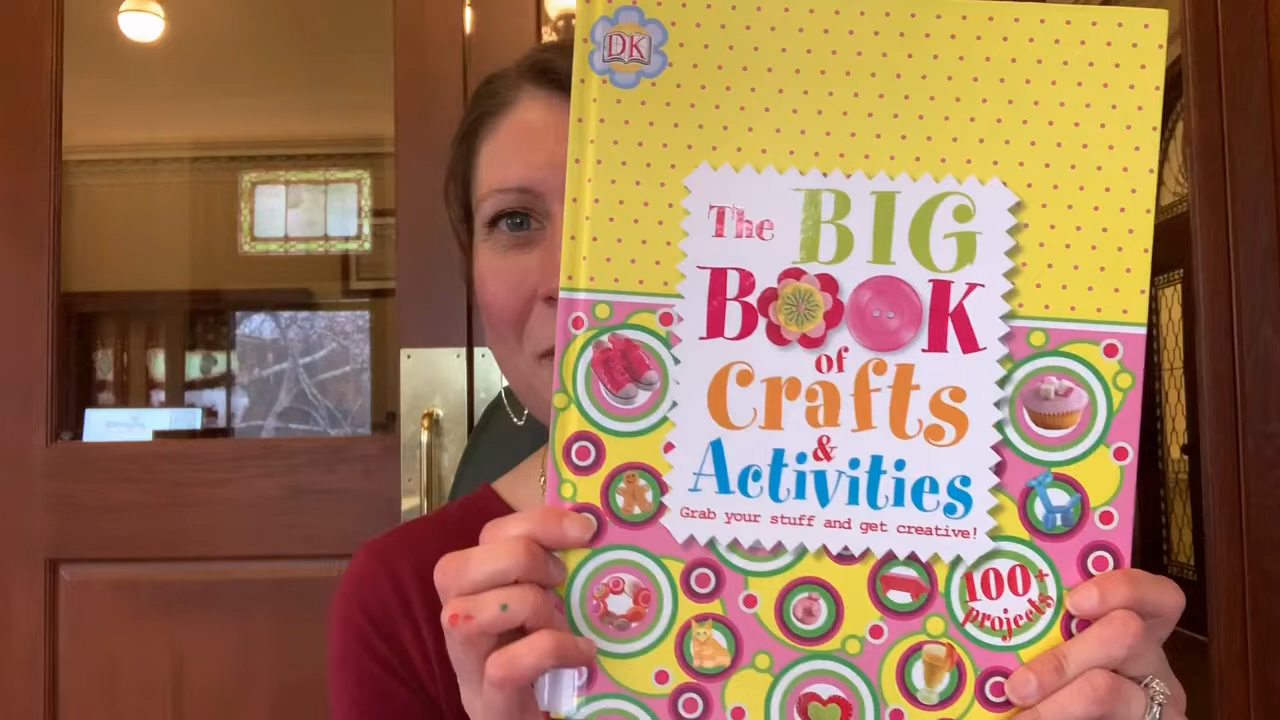 DK
The BIG
BOOK
of
Crafts
&
Activities
Grab your stuff and get creative!
100+
projects